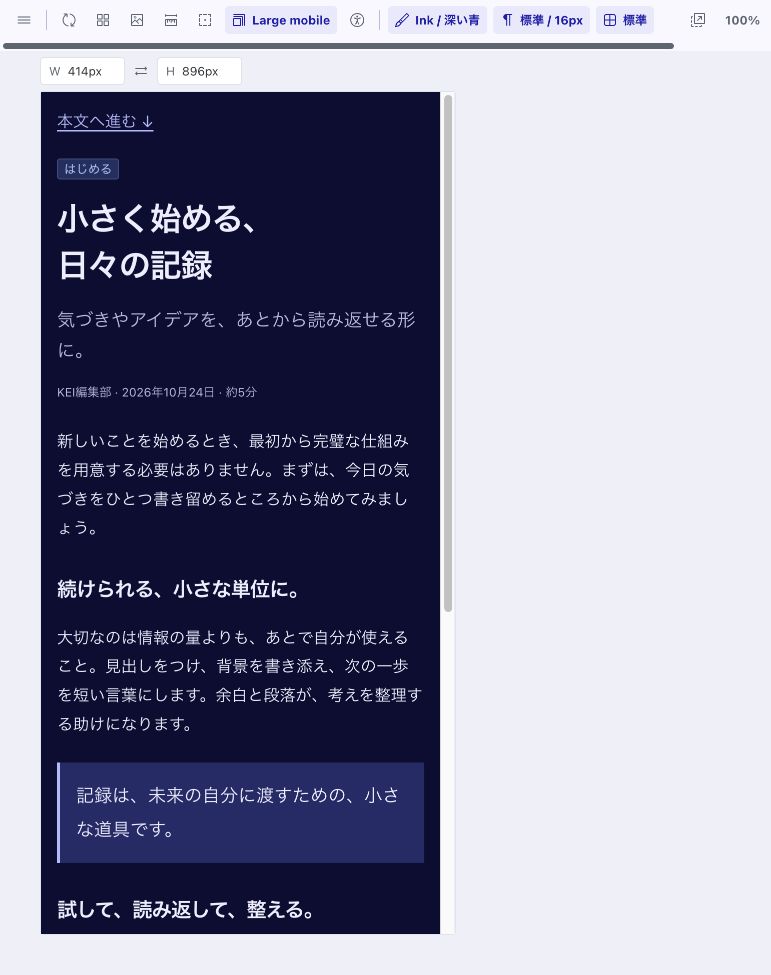 Large mobile
Ink / 深い青
標準 / 16px
標準
100%
W 414px
H 896px
本文へ進む ↓
はじめる
小さく始める、
日々の記録
気づきやアイデアを、あとから読み返せる形
に。
KEI編集部 · 2026年10月24日 · 約5分
新しいことを始めるとき、最初から完璧な仕組み
を用意する必要はありません。まずは、今日の気
づきをひとつ書き留めるところから始めてみまし
ょう。
続けられる、小さな単位に。
大切なのは情報の量よりも、あとで自分が使える
こと。見出しをつけ、背景を書き添え、次の一歩
を短い言葉にします。余白と段落が、考えを整理す
る助けになります。
記録は、未来の自分に渡すための、小さ
な道具です。
試して、読み返して、整える。